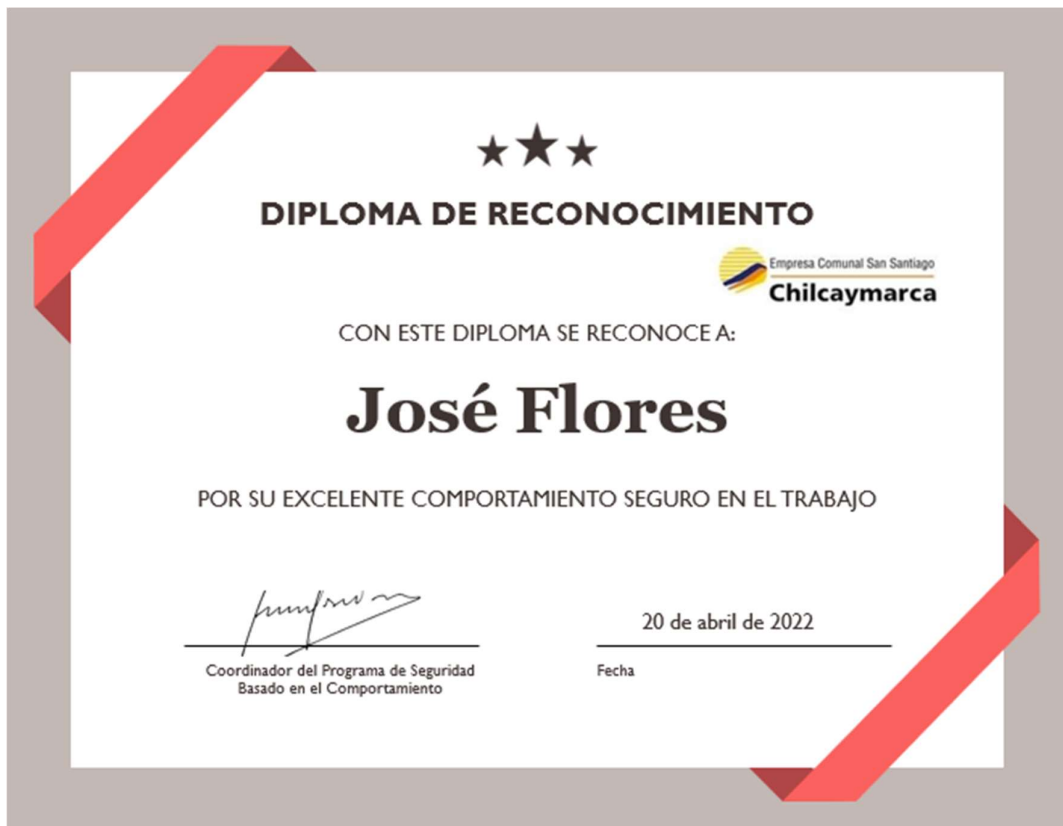 DIPLOMA DE RECONOCIMIENTO
Empresa Comunal San Santiago
Chilcaymarca
CON ESTE DIPLOMA SE RECONOCE A:
José Flores
POR SU EXCELENTE COMPORTAMIENTO SEGURO EN EL TRABAJO
20 de abril de 2022
Coordinador del Programa de Seguridad
Basado en el Comportamiento
Fecha